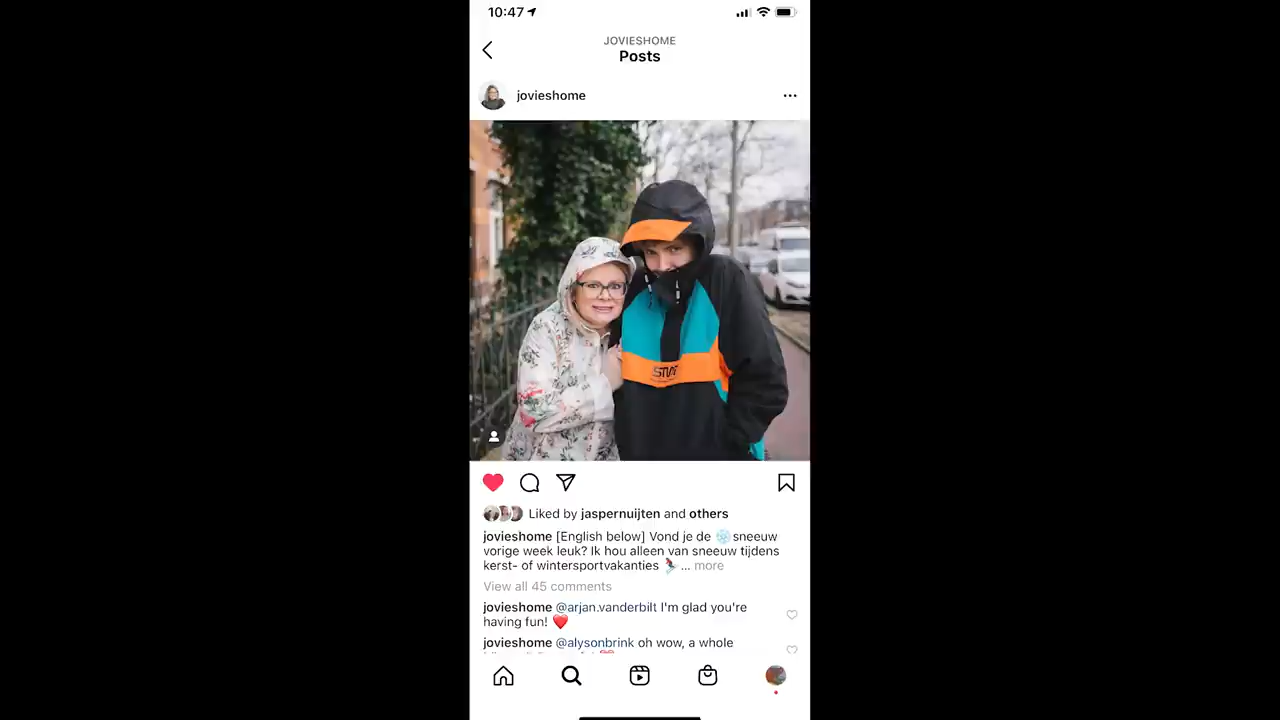 10:47
JOVIESHOME
Posts
jovieshome
Liked by jaspernuijten and others
jovieshome [English below] Vond je de ❄️sneeuw
vorige week leuk? Ik hou alleen van sneeuw tijdens
kerst- of wintersportvakanties ⛷️... more
View all 45 comments
jovieshome @arjan.vanderbilt I'm glad you're
having fun! ❤️
jovieshome @alysonbrink oh wow, a whole